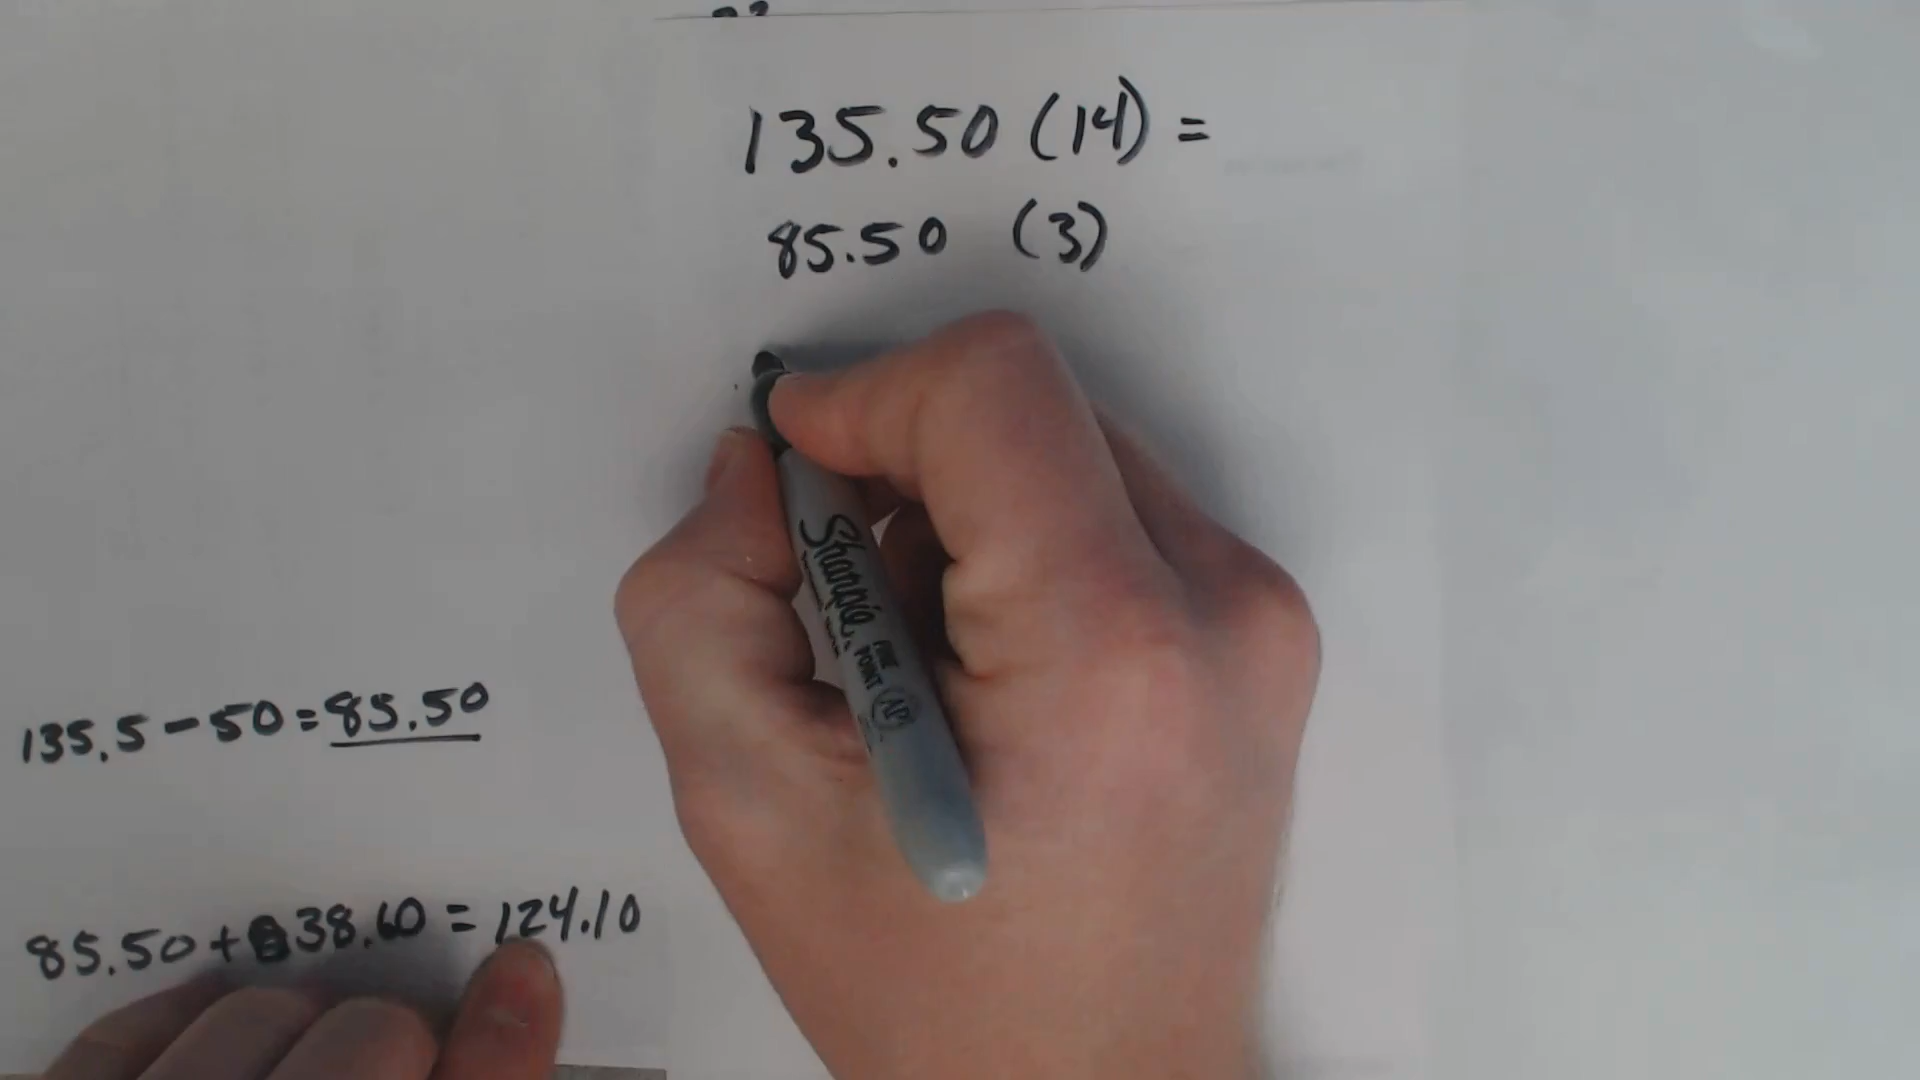 135.50 (14) =
85.50 (3)
Sharpie
FINE
POINT
AP
135.5 - 50 = 85.50
85.50 + 38.60 = 124.10